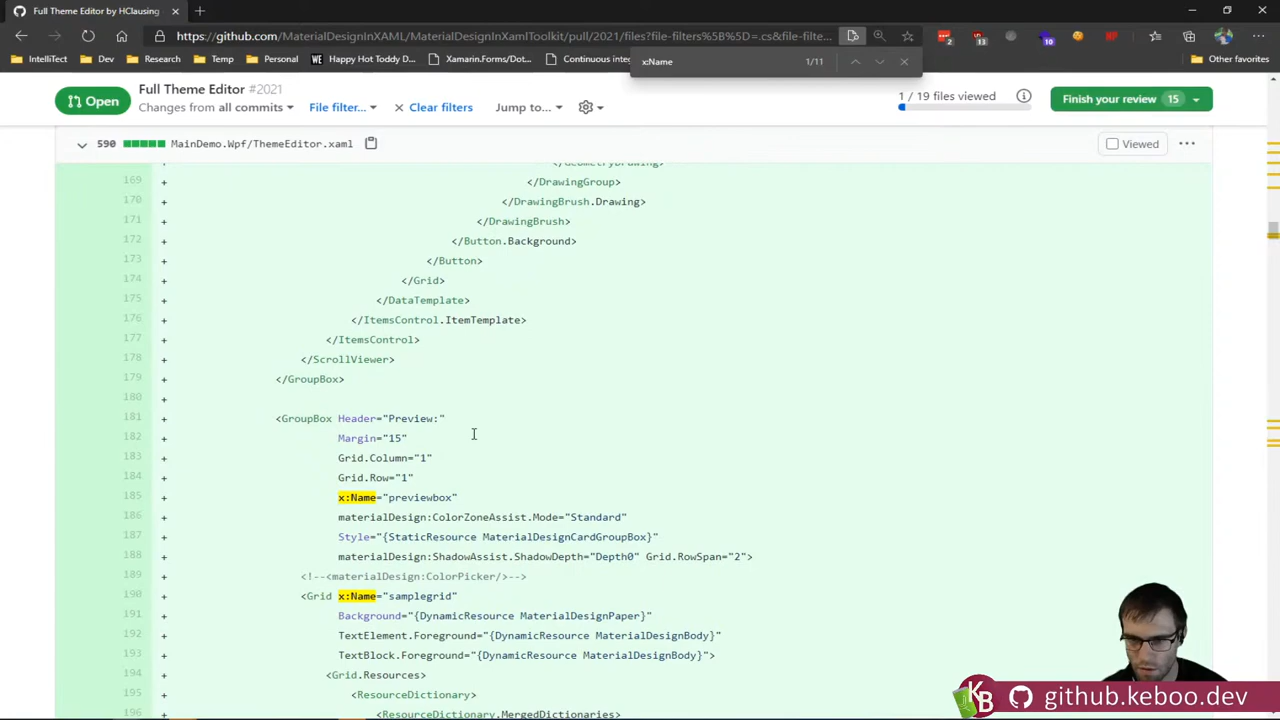 Full Theme Editor by HClausing
https://github.com/MaterialDesignInXAML/MaterialDesignInXamlToolkit/pull/2021/files?file-filters%5B%5D=.cs&file-filte...
IntelliTect
Dev
Research
Temp
Personal
Happy Hot Toddy D...
Xamarin.Forms/Dot...
Continuous integ
Other favorites
x:Name
1/11
Open
Full Theme Editor #2021
Changes from all commits
File filter...
Clear filters
Jump to...
1 / 19 files viewed
Finish your review 15
590 MainDemo.Wpf/ThemeEditor.xaml
Viewed
</GeometryDrawing>
169 + </DrawingGroup>
170 + </DrawingBrush.Drawing>
171 + </DrawingBrush>
172 + </Button.Background>
173 + </Button>
174 + </Grid>
175 + </DataTemplate>
176 + </ItemsControl.ItemTemplate>
177 + </ItemsControl>
178 + </ScrollViewer>
179 + </GroupBox>
180 +
181 + <GroupBox Header="Preview:"
182 + Margin="15"
183 + Grid.Column="1"
184 + Grid.Row="1"
185 + x:Name="previewbox"
186 + materialDesign:ColorZoneAssist.Mode="Standard"
187 + Style="{StaticResource MaterialDesignCardGroupBox}"
188 + materialDesign:ShadowAssist.ShadowDepth="Depth0" Grid.RowSpan="2">
189 + <!--<materialDesign:ColorPicker/>-->
190 + <Grid x:Name="samplegrid"
191 + Background="{DynamicResource MaterialDesignPaper}"
192 + TextElement.Foreground="{DynamicResource MaterialDesignBody}"
193 + TextBlock.Foreground="{DynamicResource MaterialDesignBody}">
194 + <Grid.Resources>
195 + <ResourceDictionary>
196 + <ResourceDictionary.MergedDictionaries>
KB
github.keboo.dev